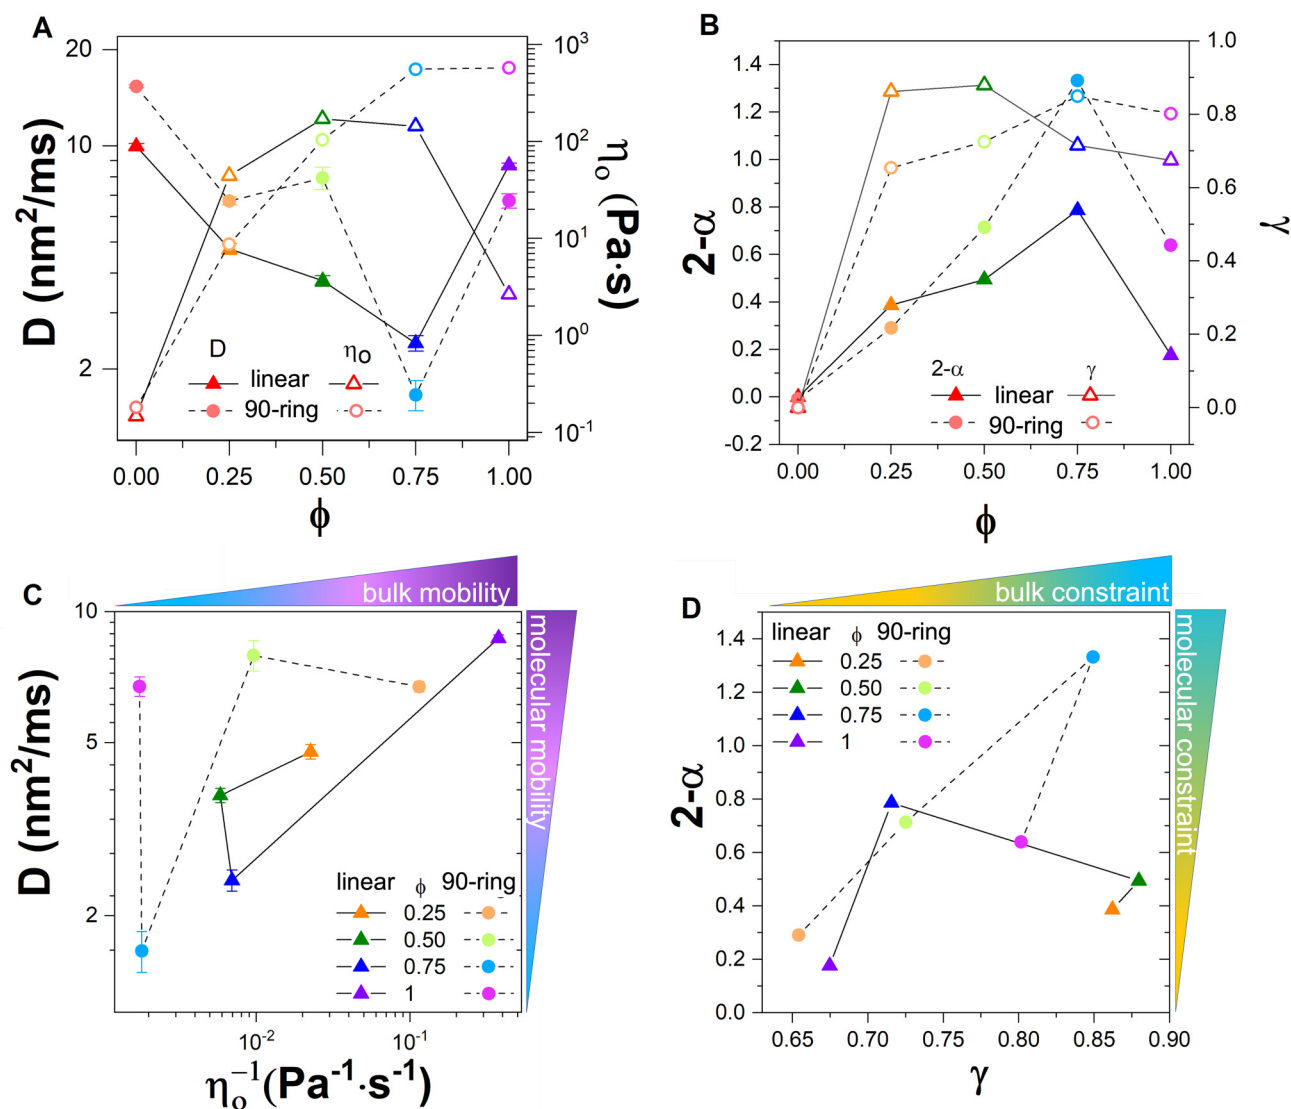 A
20
10
2
D (nm²/ms)
10³
10²
10¹
10⁰
10⁻¹
ηₒ (Pa·s)
D ηₒ
linear
90-ring
0.00 0.25 0.50 0.75 1.00
ϕ
B
1.4
1.2
1.0
0.8
0.6
0.4
0.2
0.0
-0.2
2-α
1.0
0.8
0.6
0.4
0.2
0.0
γ
2-α γ
linear
90-ring
0.00 0.25 0.50 0.75 1.00
ϕ
C
bulk mobility
molecular mobility
10
5
2
D (nm²/ms)
linear ϕ 90-ring
0.25
0.50
0.75
1
10⁻² 10⁻¹
ηₒ⁻¹(Pa⁻¹·s⁻¹)
D
bulk constraint
molecular constraint
linear ϕ 90-ring
0.25
0.50
0.75
1
1.4
1.2
1.0
0.8
0.6
0.4
0.2
0.0
2-α
0.65 0.70 0.75 0.80 0.85 0.90
γ